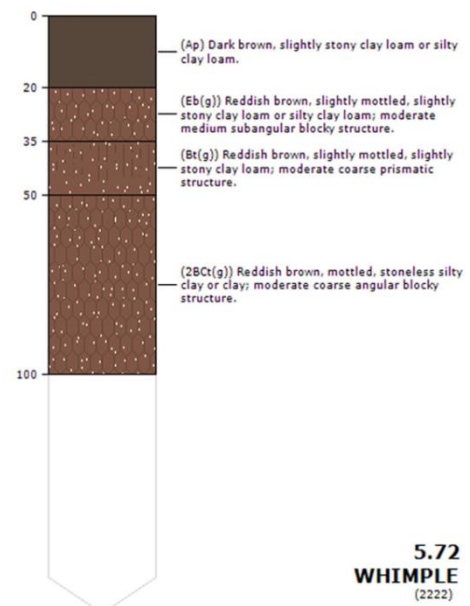 0
(Ap) Dark brown, slightly stony clay loam or silty
clay loam.
20
(Eb(g)) Reddish brown, slightly mottled, slightly
stony clay loam or silty clay loam; moderate
medium subangular blocky structure.
35
(Bt(g)) Reddish brown, slightly mottled, slightly
stony clay loam; moderate coarse prismatic
structure.
50
(2BCt(g)) Reddish brown, mottled, stoneless silty
clay or clay; moderate coarse angular blocky
structure.
100
5.72
WHIMPLE
(2222)